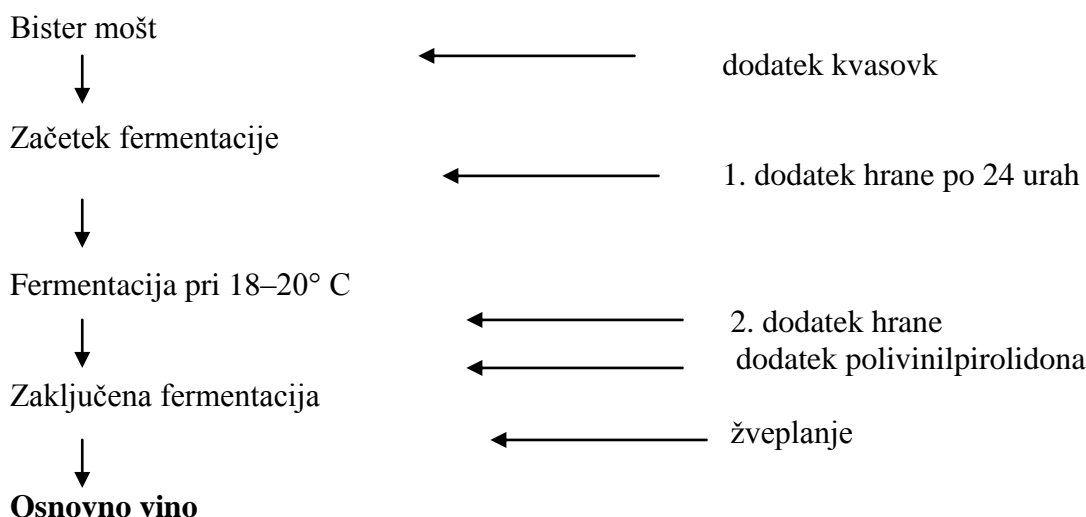 Bister mošt
dodatek kvasovk
Začetek fermentacije
1. dodatek hrane po 24 urah
Fermentacija pri 18–20° C
2. dodatek hrane
dodatek polivinilpirolidona
Zaključena fermentacija
žveplanje
Osnovno vino